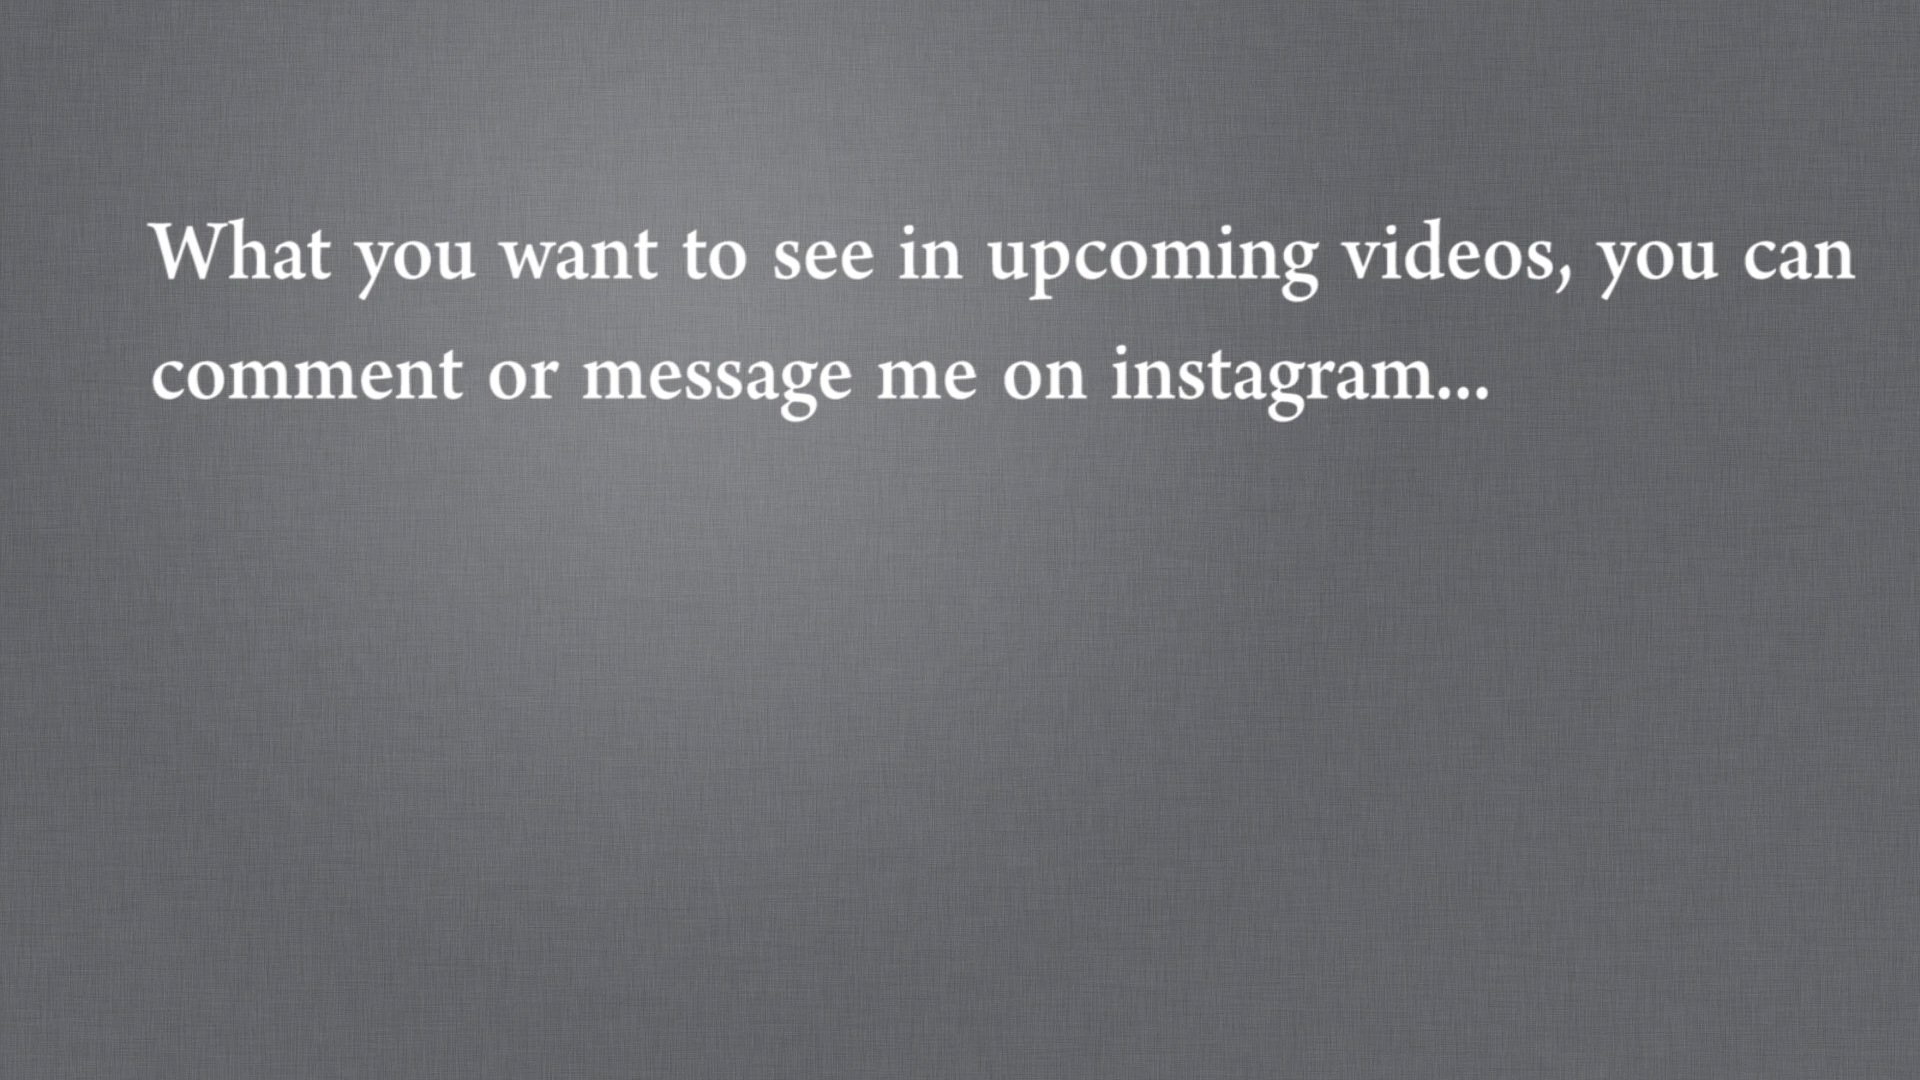 What you want to see in upcoming videos, you can
comment or message me on instagram...